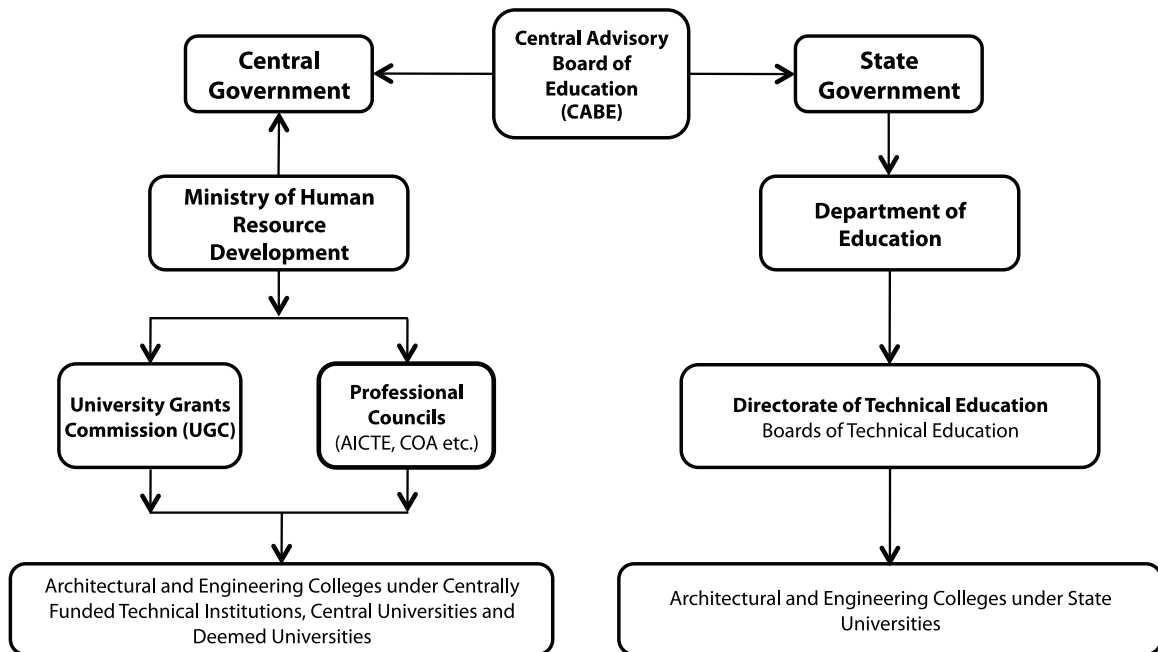 Central Advisory
Board of
Education
(CABE)
Central
Government
State
Government
Ministry of Human
Resource
Development
Department of
Education
University Grants
Commission (UGC)
Professional
Councils
(AICTE, COA etc.)
Directorate of Technical Education
Boards of Technical Education
Architectural and Engineering Colleges under Centrally
Funded Technical Institutions, Central Universities and
Deemed Universities
Architectural and Engineering Colleges under State
Universities